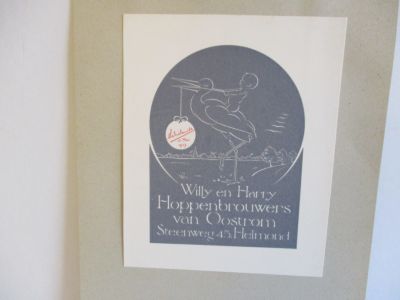 Willy en Harry
Hoppenbrouwers
van Oostrom
Steenweg 45, Helmond